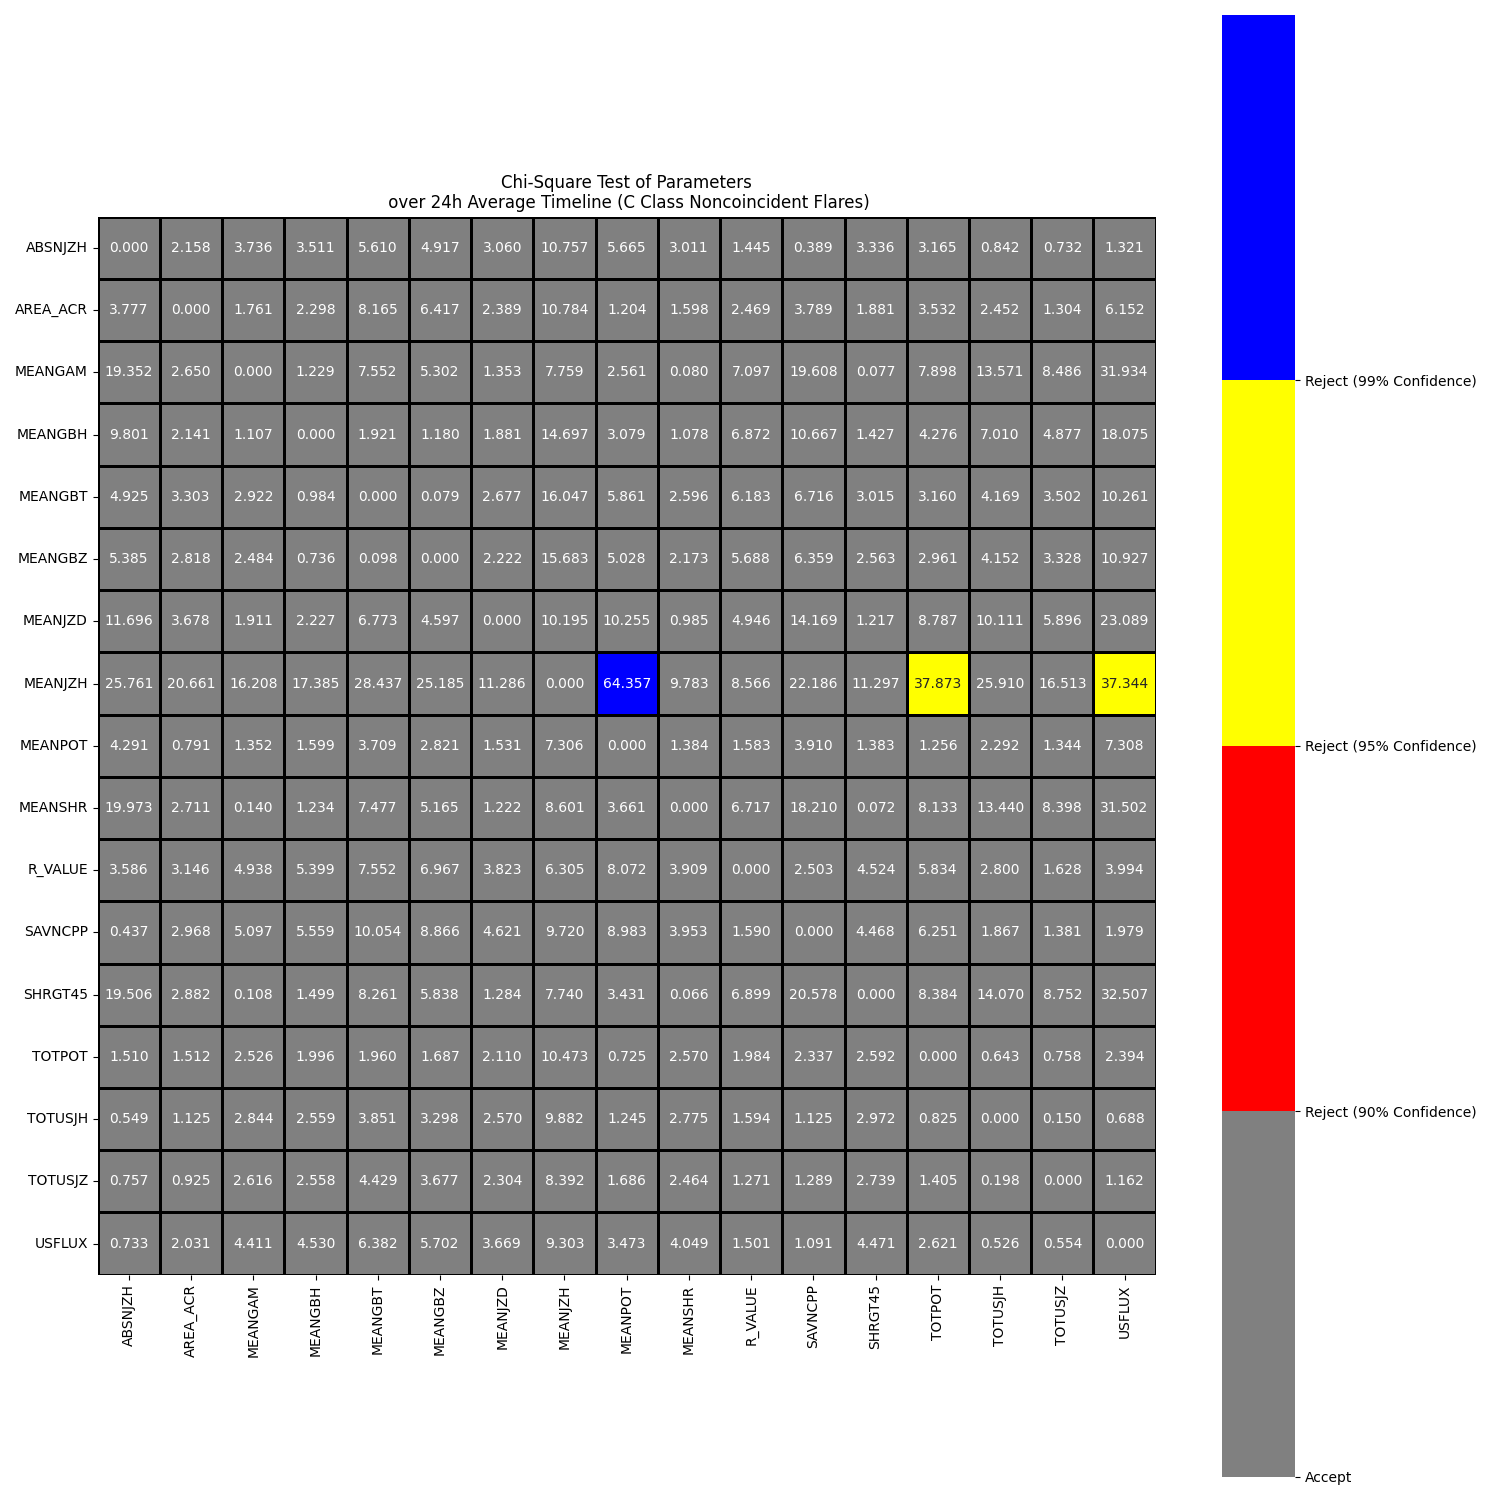 Chi-Square Test of Parameters
over 24h Average Timeline (C Class Noncoincident Flares)
ABSNJZH 0.000 2.158 3.736 3.511 5.610 4.917 3.060 10.757 5.665 3.011 1.445 0.389 3.336 3.165 0.842 0.732 1.321
AREA_ACR 3.777 0.000 1.761 2.298 8.165 6.417 2.389 10.784 1.204 1.598 2.469 3.789 1.881 3.532 2.452 1.304 6.152
MEANGAM 19.352 2.650 0.000 1.229 7.552 5.302 1.353 7.759 2.561 0.080 7.097 19.608 0.077 7.898 13.571 8.486 31.934
Reject (99% Confidence)
MEANGBH 9.801 2.141 1.107 0.000 1.921 1.180 1.881 14.697 3.079 1.078 6.872 10.667 1.427 4.276 7.010 4.877 18.075
MEANGBT 4.925 3.303 2.922 0.984 0.000 0.079 2.677 16.047 5.861 2.596 6.183 6.716 3.015 3.160 4.169 3.502 10.261
MEANGBZ 5.385 2.818 2.484 0.736 0.098 0.000 2.222 15.683 5.028 2.173 5.688 6.359 2.563 2.961 4.152 3.328 10.927
MEANJZD 11.696 3.678 1.911 2.227 6.773 4.597 0.000 10.195 10.255 0.985 4.946 14.169 1.217 8.787 10.111 5.896 23.089
MEANJZH 25.761 20.661 16.208 17.385 28.437 25.185 11.286 0.000 64.357 9.783 8.566 22.186 11.297 37.873 25.910 16.513 37.344
MEANPOT 4.291 0.791 1.352 1.599 3.709 2.821 1.531 7.306 0.000 1.384 1.583 3.910 1.383 1.256 2.292 1.344 7.308
Reject (95% Confidence)
MEANSHR 19.973 2.711 0.140 1.234 7.477 5.165 1.222 8.601 3.661 0.000 6.717 18.210 0.072 8.133 13.440 8.398 31.502
R_VALUE 3.586 3.146 4.938 5.399 7.552 6.967 3.823 6.305 8.072 3.909 0.000 2.503 4.524 5.834 2.800 1.628 3.994
SAVNCPP 0.437 2.968 5.097 5.559 10.054 8.866 4.621 9.720 8.983 3.953 1.590 0.000 4.468 6.251 1.867 1.381 1.979
SHRGT45 19.506 2.882 0.108 1.499 8.261 5.838 1.284 7.740 3.431 0.066 6.899 20.578 0.000 8.384 14.070 8.752 32.507
TOTPOT 1.510 1.512 2.526 1.996 1.960 1.687 2.110 10.473 0.725 2.570 1.984 2.337 2.592 0.000 0.643 0.758 2.394
TOTUSJH 0.549 1.125 2.844 2.559 3.851 3.298 2.570 9.882 1.245 2.775 1.594 1.125 2.972 0.825 0.000 0.150 0.688
Reject (90% Confidence)
TOTUSJZ 0.757 0.925 2.616 2.558 4.429 3.677 2.304 8.392 1.686 2.464 1.271 1.289 2.739 1.405 0.198 0.000 1.162
USFLUX 0.733 2.031 4.411 4.530 6.382 5.702 3.669 9.303 3.473 4.049 1.501 1.091 4.471 2.621 0.526 0.554 0.000
ABSNJZH AREA_ACR MEANGAM MEANGBH MEANGBT MEANGBZ MEANJZD MEANJZH MEANPOT MEANSHR R_VALUE SAVNCPP SHRGT45 TOTPOT TOTUSJH TOTUSJZ USFLUX
Accept